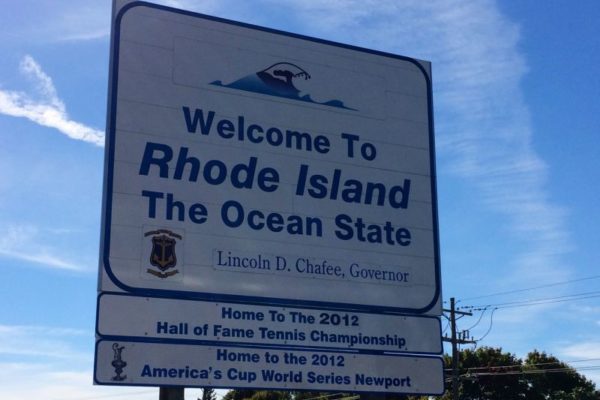 Welcome To
Rhode Island
The Ocean State
Lincoln D. Chafee, Governor
Home To The 2012
Hall of Fame Tennis Championship
Home to the 2012
America's Cup World Series Newport